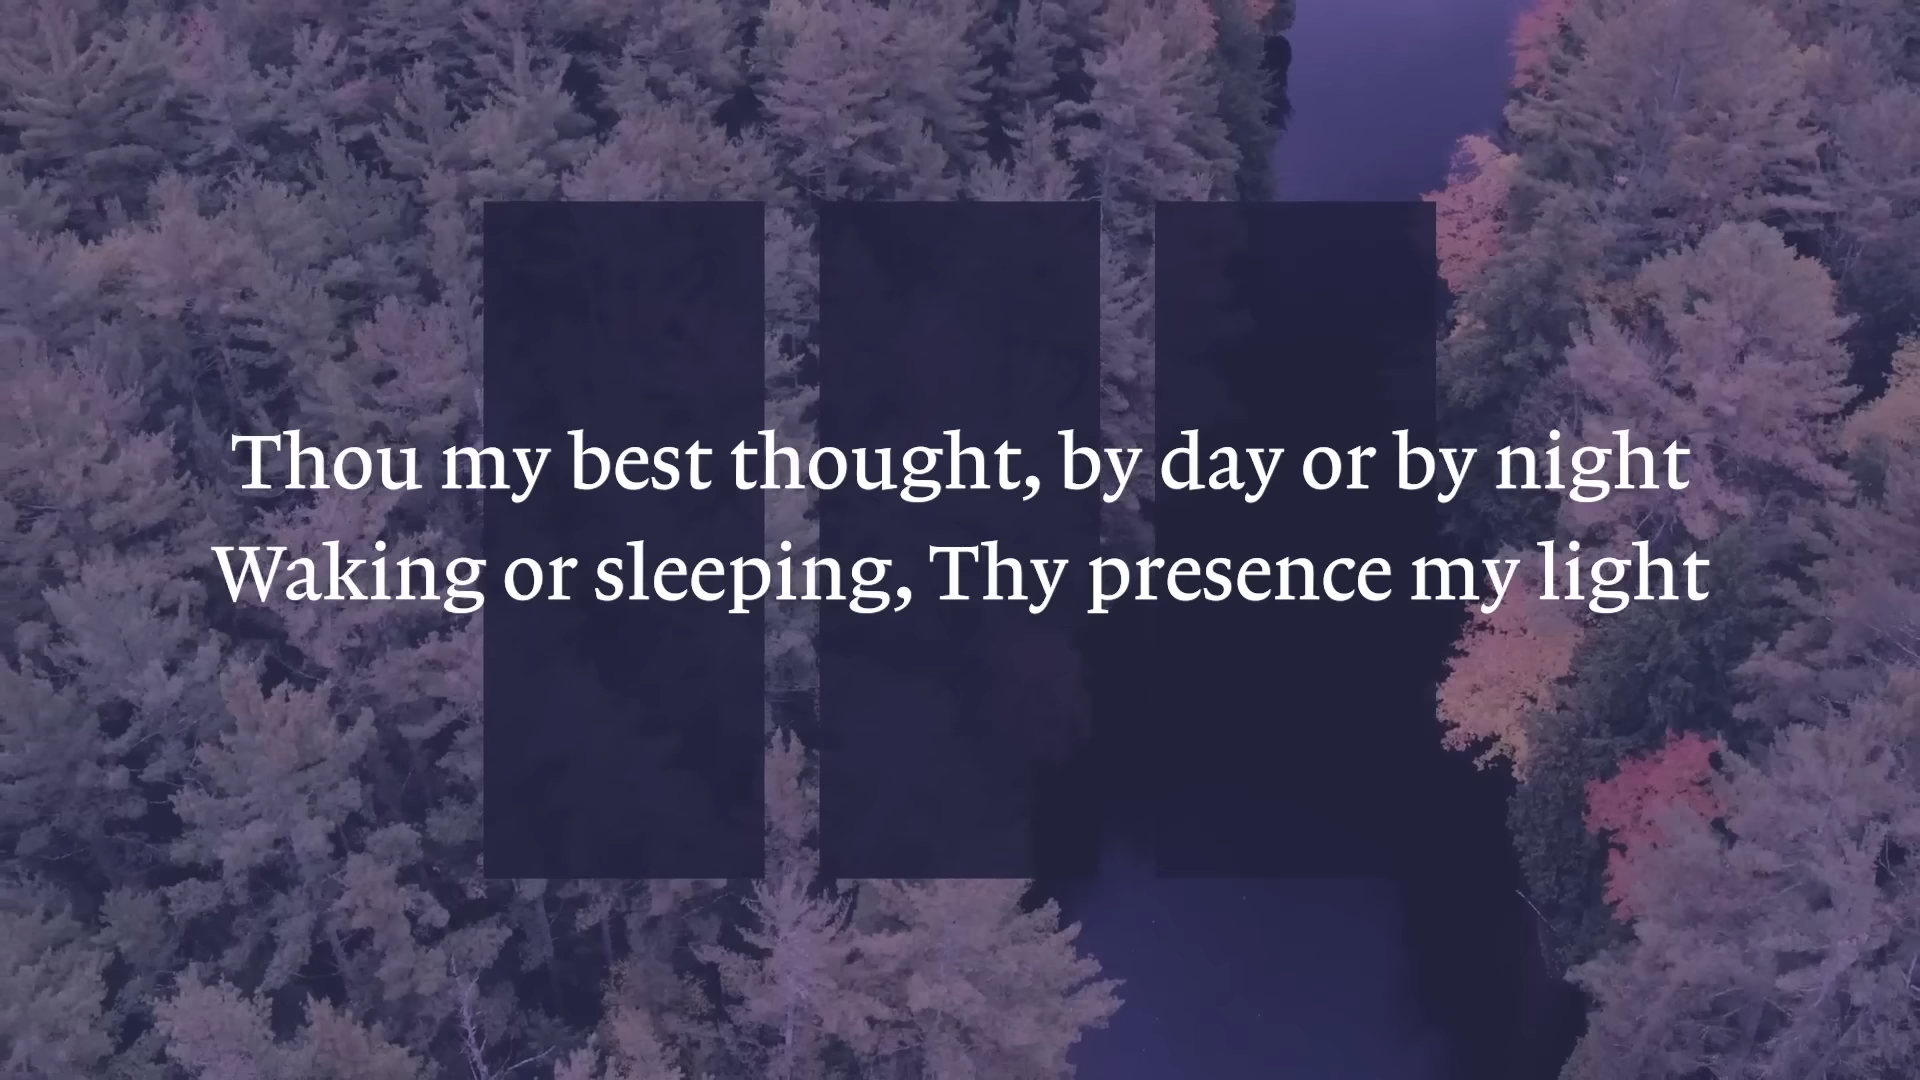 Thou my best thought, by day or by night
Waking or sleeping, Thy presence my light